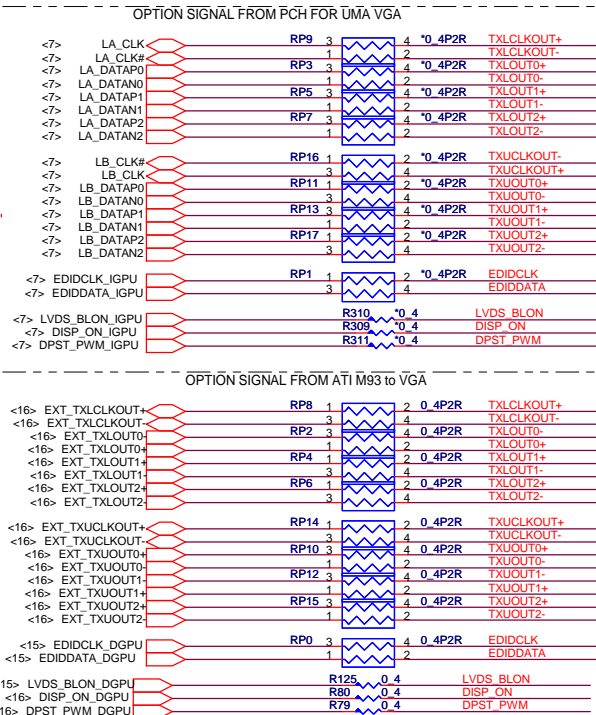 OPTION SIGNAL FROM PCH FOR UMA VGA
<7> LA_CLK RP9 3 4 *0_4P2R TXLCLKOUT+
<7> LA_CLK# 1 2 TXLCLKOUT-
<7> LA_DATAP0 RP3 3 4 *0_4P2R TXLOUT0+
<7> LA_DATAN0 1 2 TXLOUT0-
<7> LA_DATAP1 RP5 3 4 *0_4P2R TXLOUT1+
<7> LA_DATAN1 1 2 TXLOUT1-
<7> LA_DATAP2 RP7 3 4 *0_4P2R TXLOUT2+
<7> LA_DATAN2 1 2 TXLOUT2-
<7> LB_CLK# RP16 1 2 *0_4P2R TXUCLKOUT-
<7> LB_CLK 3 4 TXUCLKOUT+
<7> LB_DATAP0 RP11 1 2 *0_4P2R TXUOUT0+
<7> LB_DATAN0 3 4 TXUOUT0-
<7> LB_DATAP1 RP13 3 4 *0_4P2R TXUOUT1+
<7> LB_DATAN1 1 2 TXUOUT1-
<7> LB_DATAP2 RP17 1 2 *0_4P2R TXUOUT2+
<7> LB_DATAN2 3 4 TXUOUT2-
<7> EDIDCLK_IGPU RP1 1 2 *0_4P2R EDIDCLK
<7> EDIDDATA_IGPU 3 4 EDIDDATA
<7> LVDS_BLON_IGPU R310 *0_4 LVDS_BLON
<7> DISP_ON_IGPU R309 *0_4 DISP_ON
<7> DPST_PWM_IGPU R311 *0_4 DPST_PWM
OPTION SIGNAL FROM ATI M93 to VGA
<16> EXT_TXLCLKOUT+ RP8 1 2 0_4P2R TXLCLKOUT+
<16> EXT_TXLCLKOUT- 3 4 TXLCLKOUT-
<16> EXT_TXLOUT0- RP2 3 4 0_4P2R TXLOUT0-
<16> EXT_TXLOUT0+ 1 2 TXLOUT0+
<16> EXT_TXLOUT1+ RP4 1 2 0_4P2R TXLOUT1+
<16> EXT_TXLOUT1- 3 4 TXLOUT1-
<16> EXT_TXLOUT2+ RP6 1 2 0_4P2R TXLOUT2+
<16> EXT_TXLOUT2- 3 4 TXLOUT2-
<16> EXT_TXUCLKOUT+ RP14 1 2 0_4P2R TXUCLKOUT+
<16> EXT_TXUCLKOUT- 3 4 TXUCLKOUT-
<16> EXT_TXUOUT0+ RP10 3 4 0_4P2R TXUOUT0+
<16> EXT_TXUOUT0- 1 2 TXUOUT0-
<16> EXT_TXUOUT1- RP12 3 4 0_4P2R TXUOUT1-
<16> EXT_TXUOUT1+ 1 2 TXUOUT1+
<16> EXT_TXUOUT2+ RP15 3 4 0_4P2R TXUOUT2+
<16> EXT_TXUOUT2- 1 2 TXUOUT2-
<15> EDIDCLK_DGPU RP0 3 4 0_4P2R EDIDCLK
<15> EDIDDATA_DGPU 1 2 EDIDDATA
15> LVDS_BLON_DGPU R125 0_4 LVDS_BLON
<16> DISP_ON_DGPU R80 0_4 DISP_ON
16> DPST_PWM_DGPU R79 0_4 DPST_PWM